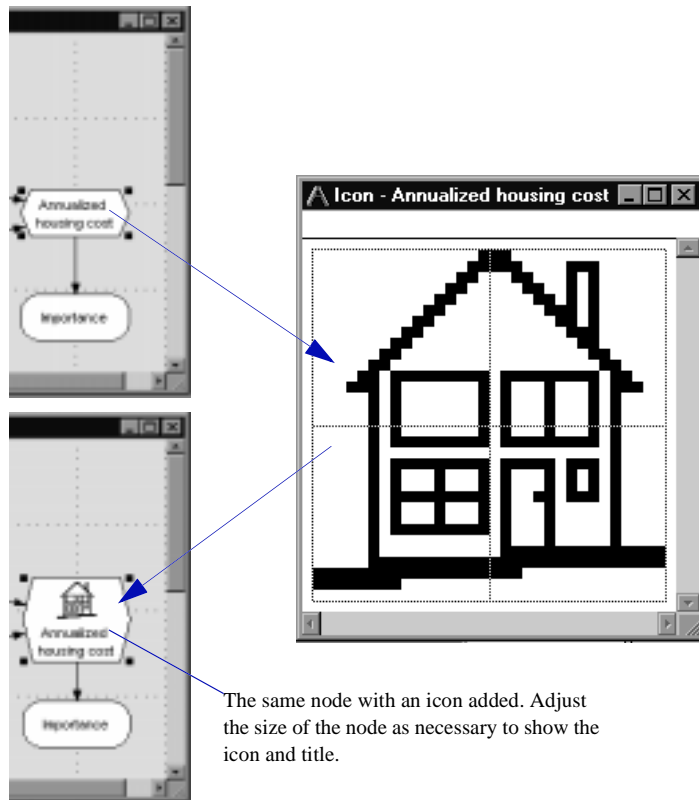 Annualized
housing cost
Importance
Icon - Annualized housing cost
Annualized
housing cost
Importance
The same node with an icon added. Adjust
the size of the node as necessary to show the
icon and title.